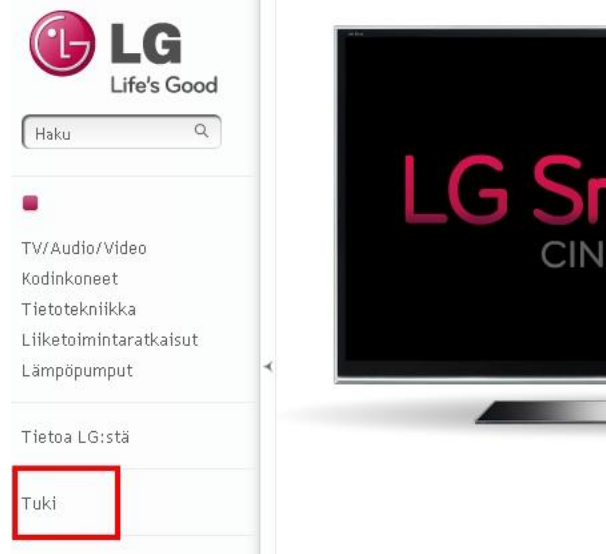 LG
Life's Good
Haku
TV/Audio/Video
Kodinkoneet
Tietotekniikka
Liiketoimintaratkaisut
Lämpöpumput
Tietoa LG:stä
Tuki
LG Sm
CIN